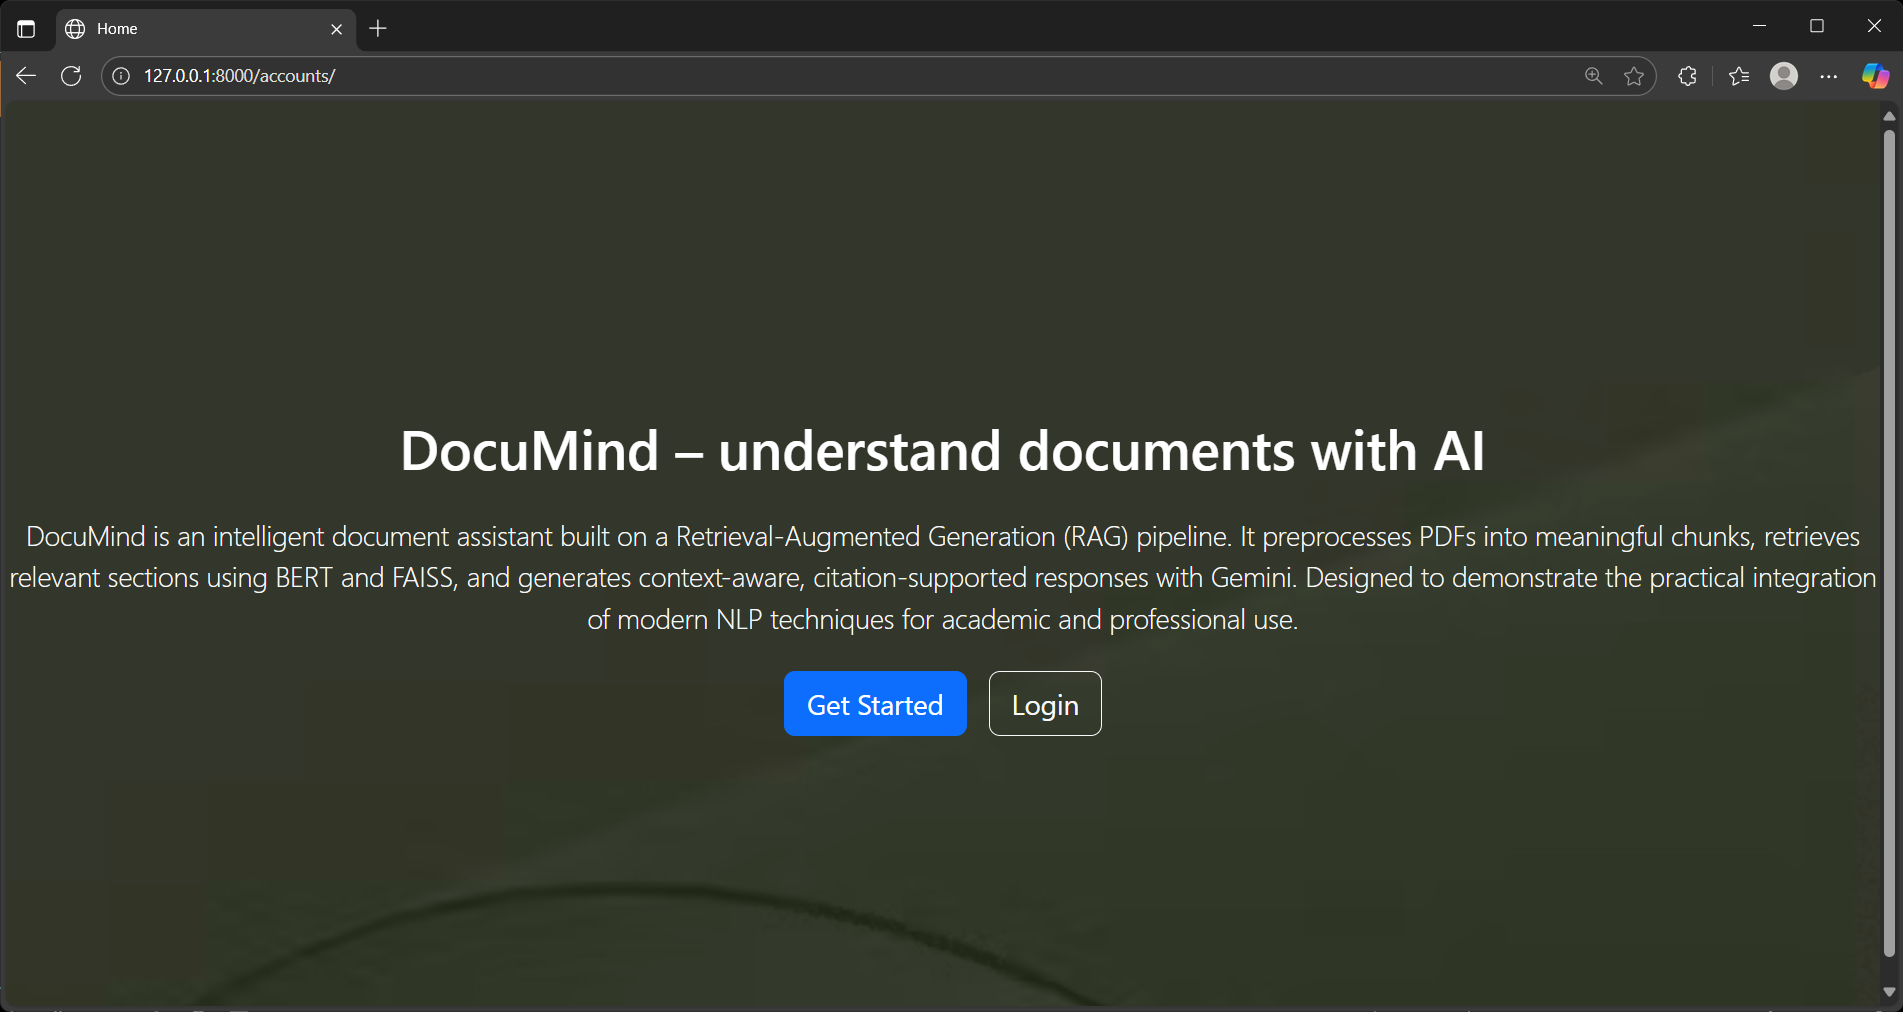 Home
127.0.0.1:8000/accounts/
DocuMind – understand documents with AI
DocuMind is an intelligent document assistant built on a Retrieval-Augmented Generation (RAG) pipeline. It preprocesses PDFs into meaningful chunks, retrieves
relevant sections using BERT and FAISS, and generates context-aware, citation-supported responses with Gemini. Designed to demonstrate the practical integration
of modern NLP techniques for academic and professional use.
Get Started
Login